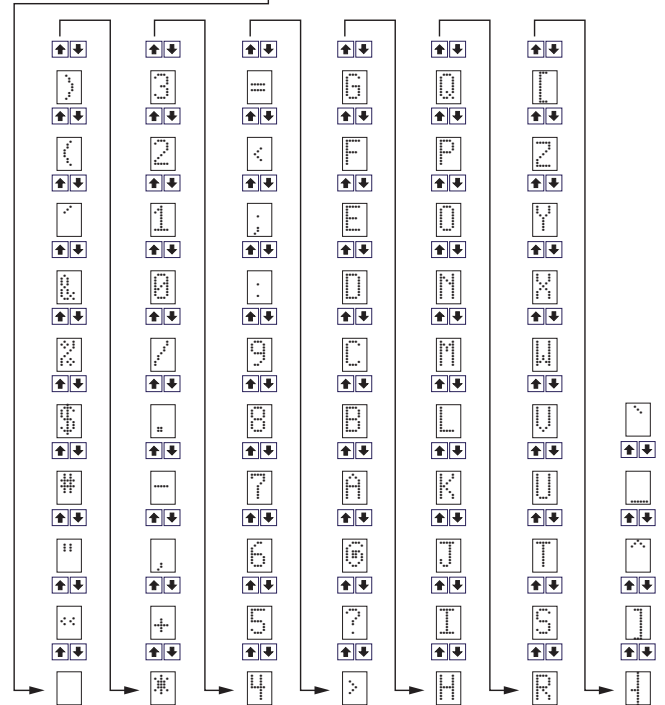 ) 3 = G Q [
( 2 < F P Z
´ 1 ; E O Y
& 0 : D N X
% / 9 C M W
$ . 8 B L V `
# - 7 A K U _
" , 6 @ J T ^
« + 5 ? I S ]
* 4 > H R